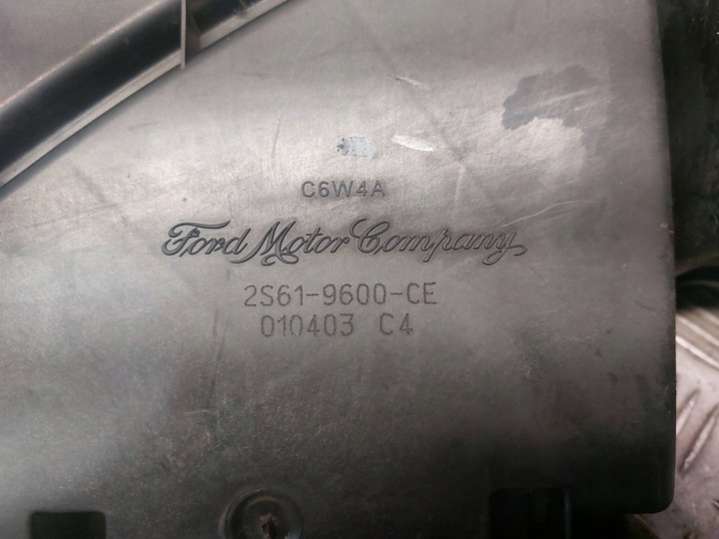 C6W4A
Ford Motor Company
2S61-9600-CE
010403 C4